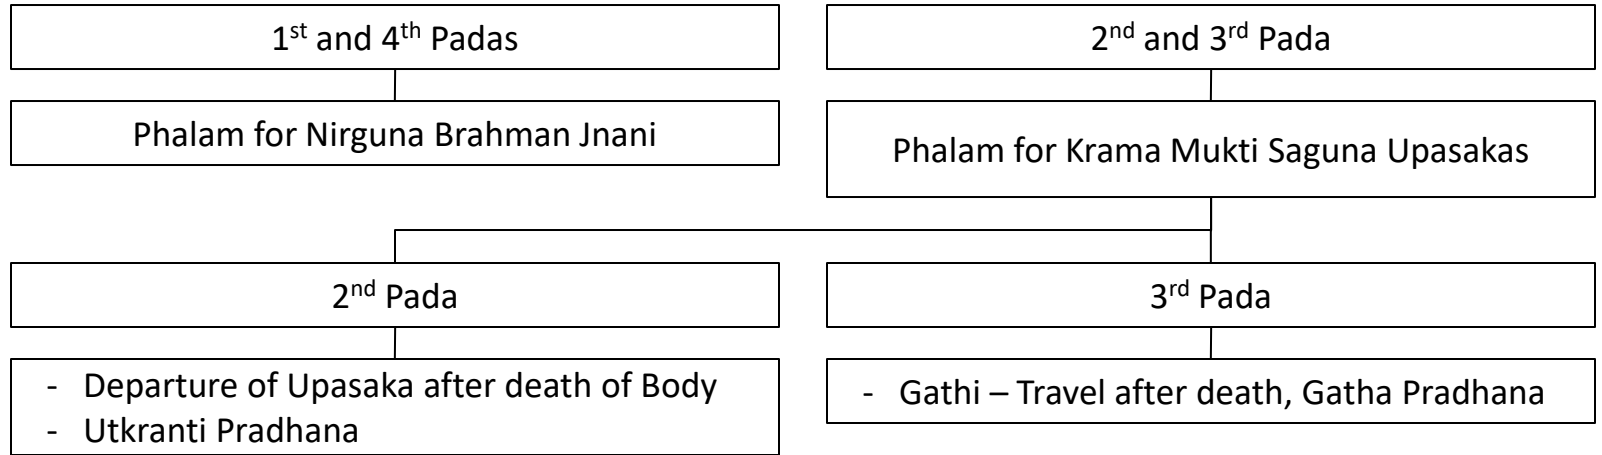 1st and 4th Padas
2nd and 3rd Pada
Phalam for Nirguna Brahman Jnani
Phalam for Krama Mukti Saguna Upasakas
2nd Pada
3rd Pada
- Departure of Upasaka after death of Body
- Utkranti Pradhana
- Gathi – Travel after death, Gatha Pradhana